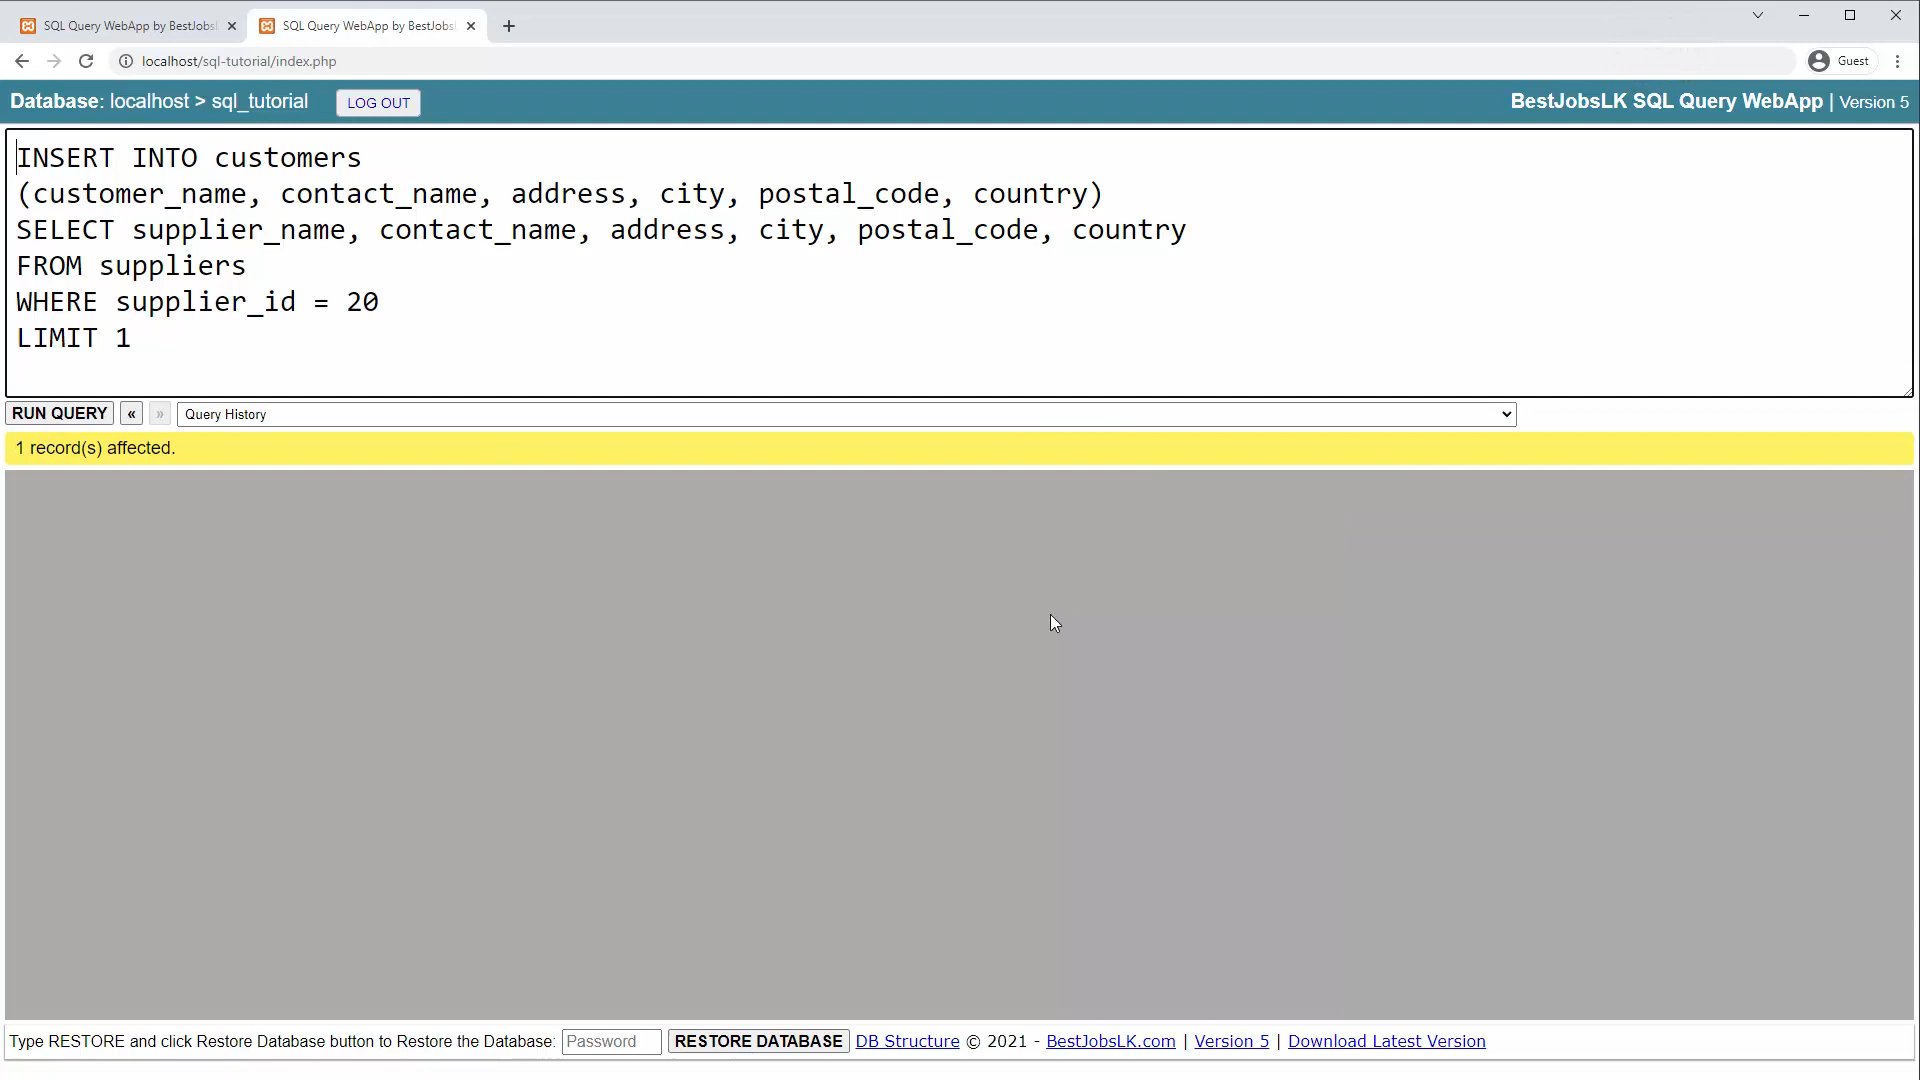 SQL Query WebApp by BestJobsl
SQL Query WebApp by BestJobsl
localhost/sql-tutorial/index.php
Guest
Database: localhost > sql_tutorial
LOG OUT
BestJobsLK SQL Query WebApp | Version 5
INSERT INTO customers
(customer_name, contact_name, address, city, postal_code, country)
SELECT supplier_name, contact_name, address, city, postal_code, country
FROM suppliers
WHERE supplier_id = 20
LIMIT 1
RUN QUERY « » Query History
1 record(s) affected.
Type RESTORE and click Restore Database button to Restore the Database: Password RESTORE DATABASE DB Structure © 2021 - BestJobsLK.com | Version 5 | Download Latest Version